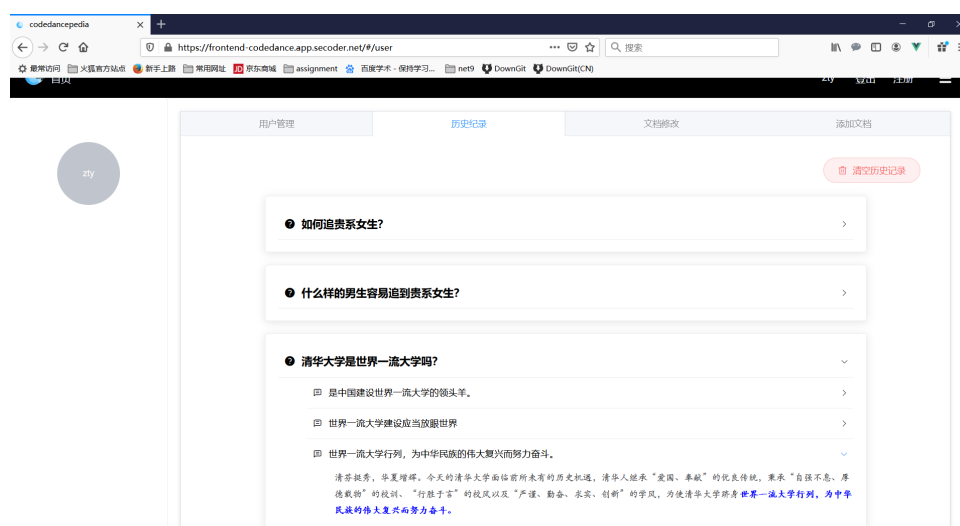 codedancepedia
https://frontend-codedance.app.secoder.net/#/user
搜索
最常访问 火狐官方站点 新手上路 常用网址 JD 京东商城 assignment 百度学术 - 保持学习... net9 DownGit DownGit(CN)
首页 zty 登出 注册
用户管理 历史纪录 文档修改 添加文档
zty
清空历史记录
如何追贵系女生?
什么样的男生容易追到贵系女生?
清华大学是世界一流大学吗?
是中国建设世界一流大学的领头羊。
世界一流大学建设应当放眼世界
世界一流大学行列，为中华民族的伟大复兴而努力奋斗。
清芬挺秀，华夏增辉。今天的清华大学面临前所未有的历史机遇，清华人继承“爱国、奉献”的优良传统，秉承“自强不息、厚
德载物”的校训、“行胜于言”的校风以及“严谨、勤奋、求实、创新”的学风，为使清华大学跻身世界一流大学行列，为中华
民族的伟大复兴而努力奋斗。